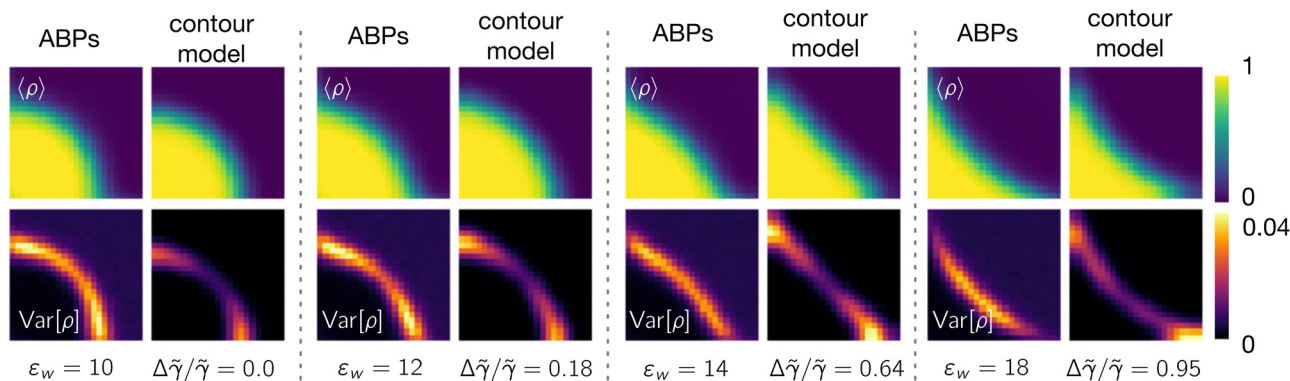 ABPs
contour
model
ABPs
contour
model
ABPs
contour
model
ABPs
contour
model
⟨ρ⟩
⟨ρ⟩
⟨ρ⟩
⟨ρ⟩
1
0
0.04
0
Var[ρ]
Var[ρ]
Var[ρ]
Var[ρ]
ε_w = 10
Δγ̃/γ̃ = 0.0
ε_w = 12
Δγ̃/γ̃ = 0.18
ε_w = 14
Δγ̃/γ̃ = 0.64
ε_w = 18
Δγ̃/γ̃ = 0.95